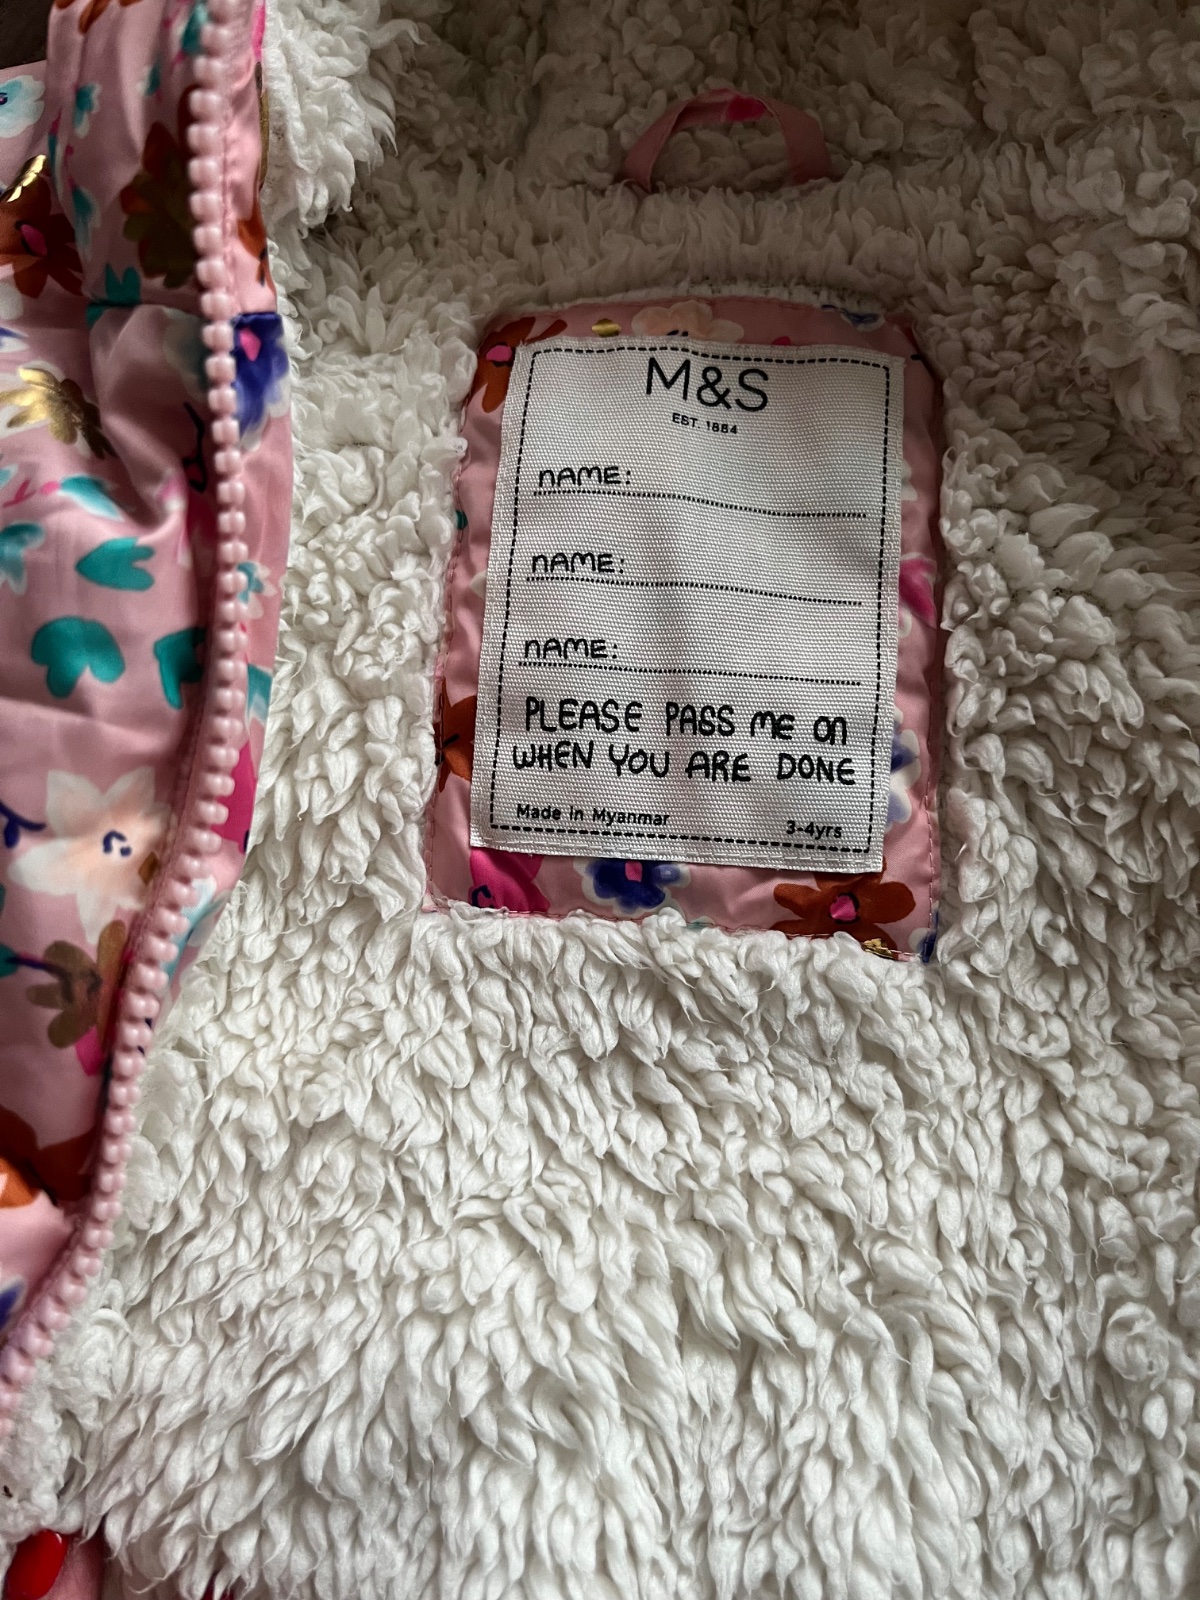 M&S
EST. 1884
NAME:
NAME:
NAME:
PLEASE PASS ME ON
WHEN YOU ARE DONE
Made in Myanmar 3-4yrs